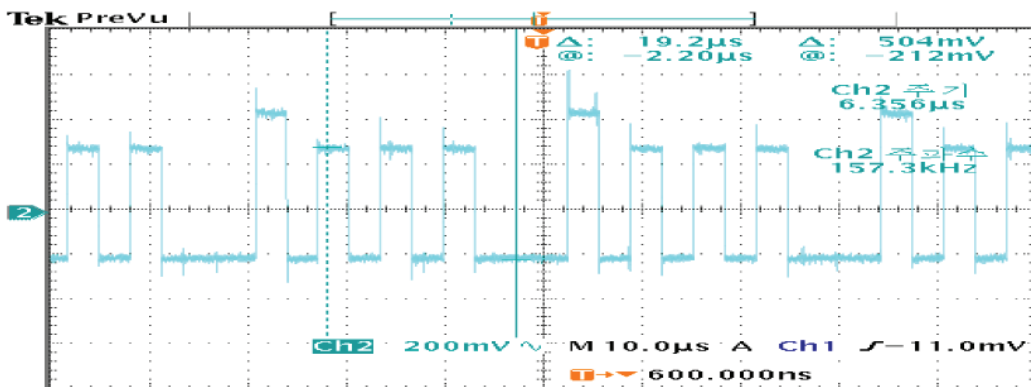 Tek PreVu
T
T Δ: 19.2µs Δ: 504mV
@: -2.20µs @: -212mV
Ch2 주기
6.356µs
Ch2 주파수
157.3kHz
2
Ch2 200mV ∿ M 10.0µs A Ch1 ∫ -11.0mV
T→▼ 600.000ns